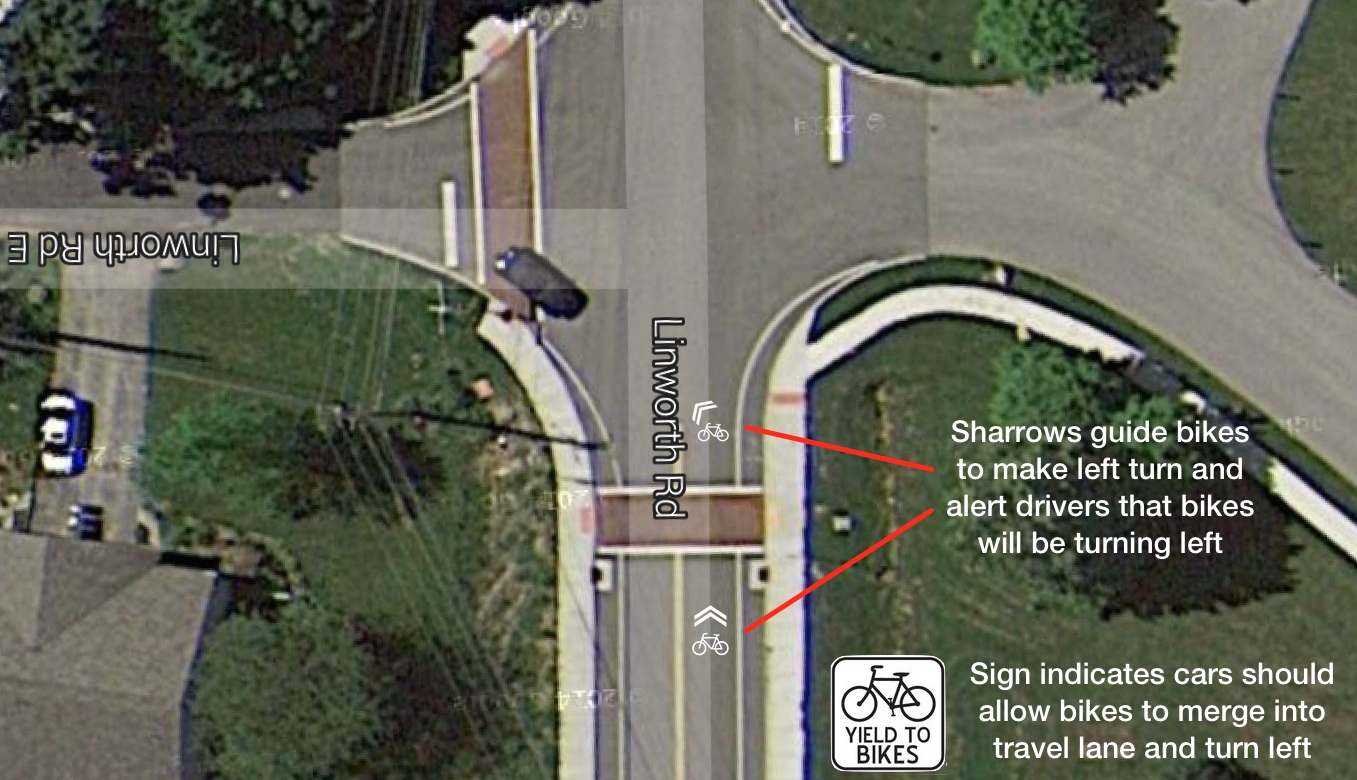 Linworth Rd E
Linworth Rd
Sharrows guide bikes
to make left turn and
alert drivers that bikes
will be turning left
YIELD TO
BIKES
Sign indicates cars should
allow bikes to merge into
travel lane and turn left